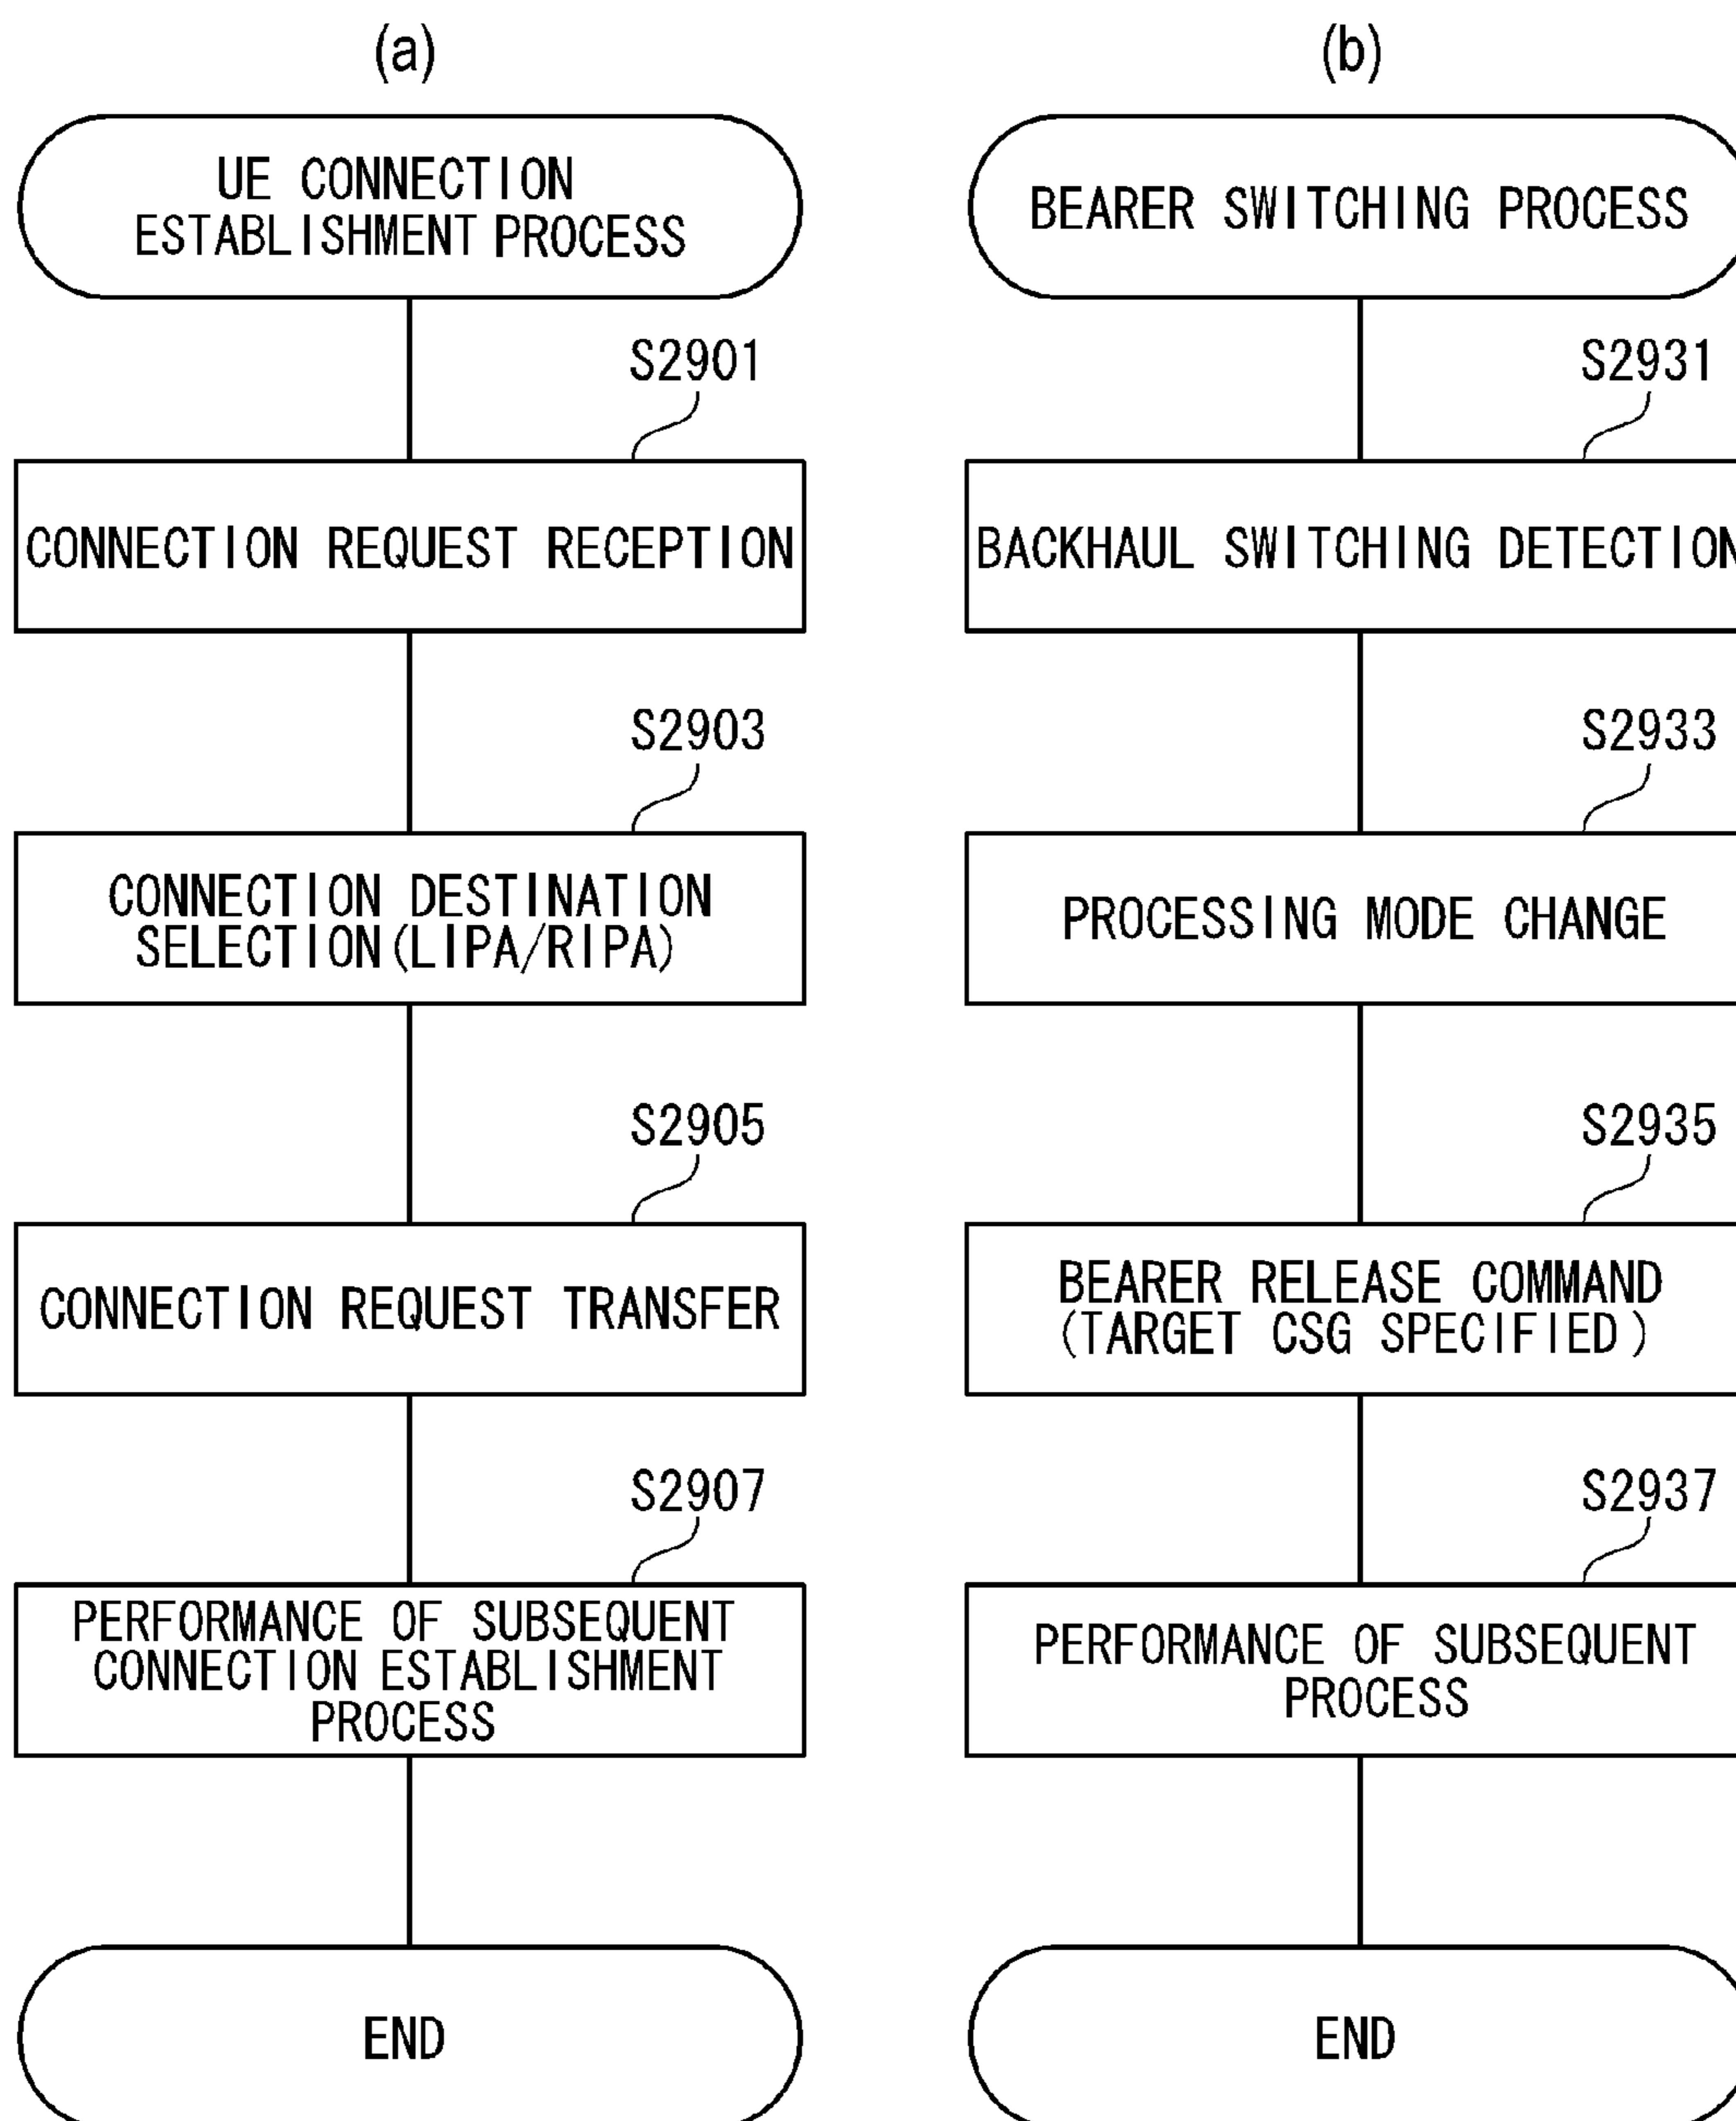 (a)
UE CONNECTION
ESTABLISHMENT PROCESS
S2901
CONNECTION REQUEST RECEPTION
S2903
CONNECTION DESTINATION
SELECTION(LIPA/RIPA)
S2905
CONNECTION REQUEST TRANSFER
S2907
PERFORMANCE OF SUBSEQUENT
CONNECTION ESTABLISHMENT
PROCESS
END
(b)
BEARER SWITCHING PROCESS
S2931
BACKHAUL SWITCHING DETECTION
S2933
PROCESSING MODE CHANGE
S2935
BEARER RELEASE COMMAND
(TARGET CSG SPECIFIED)
S2937
PERFORMANCE OF SUBSEQUENT
PROCESS
END